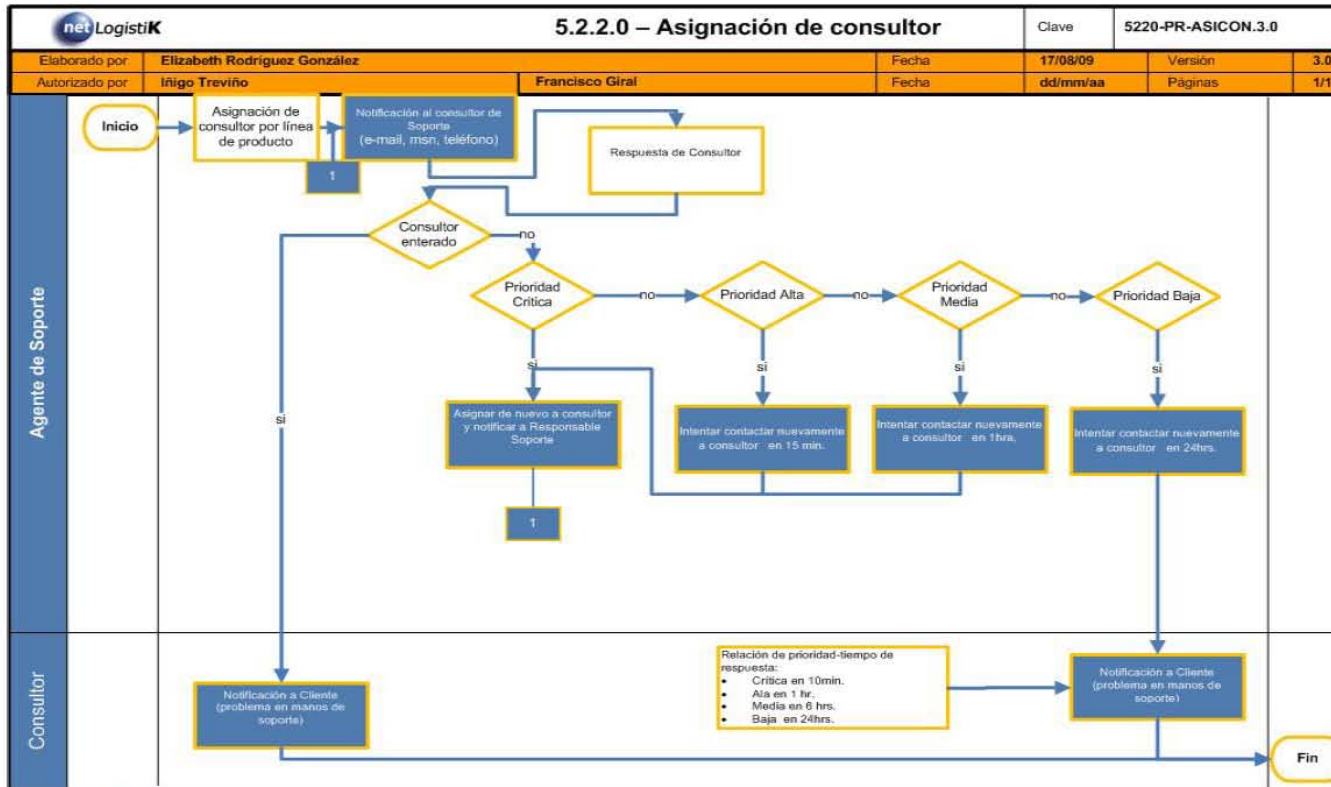 net LogistiK
5.2.2.0 – Asignación de consultor
Clave
5220-PR-ASICON.3.0
Elaborado por
Elizabeth Rodríguez González
Fecha
17/08/09
Versión
3.0
Autorizado por
Iñigo Treviño
Francisco Giral
Fecha
dd/mm/aa
Páginas
1/1
Agente de Soporte
Inicio
Asignación de
consultor por línea
de producto
Notificación al consultor de
Soporte
(e-mail, msn, teléfono)
Respuesta de Consultor
1
Consultor
enterado
no
si
Prioridad
Crítica
no
Prioridad Alta
no
Prioridad
Media
no
Prioridad Baja
si
si
si
si
Asignar de nuevo a consultor
y notificar a Responsable
Soporte
Intentar contactar nuevamente
a consultor en 15 min.
Intentar contactar nuevamente
a consultor en 1hra.
Intentar contactar nuevamente
a consultor en 24hrs.
1
Consultor
Notificación a Cliente
(problema en manos de
soporte)
Relación de prioridad-tiempo de
respuesta:
• Crítica en 10min.
• Ala en 1 hr.
• Media en 6 hrs.
• Baja en 24hrs.
Notificación a Cliente
(problema en manos de
soporte)
Fin